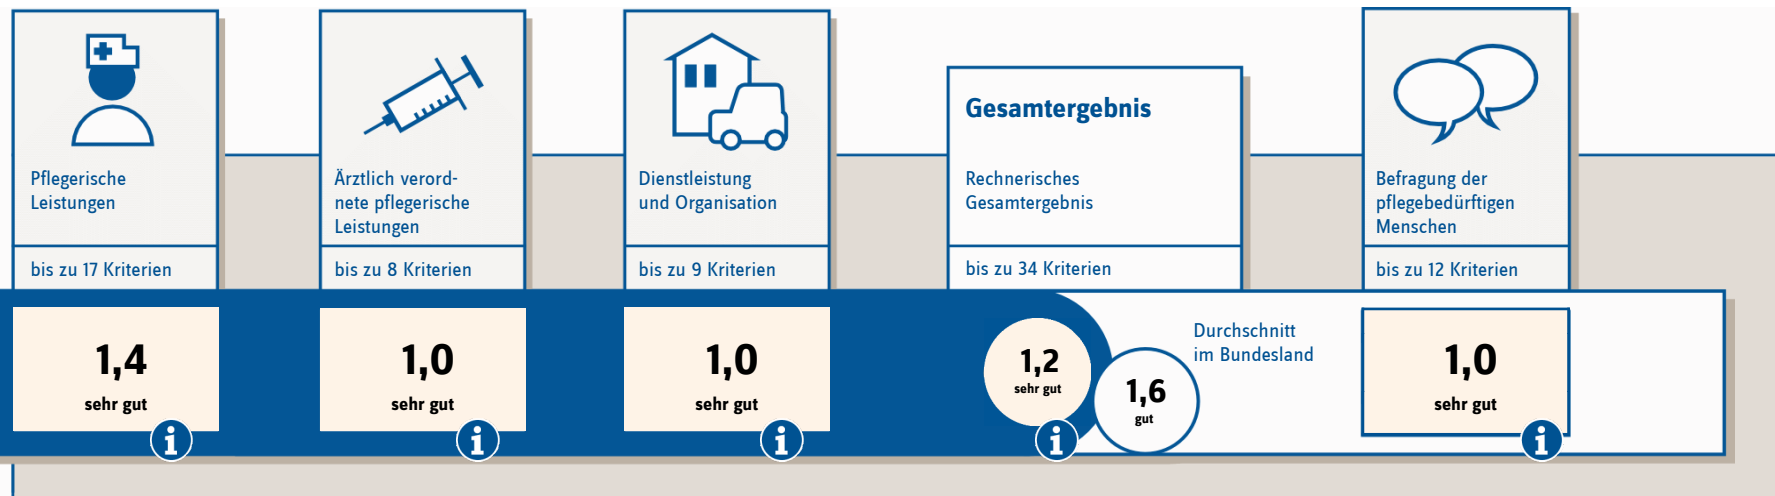 Pflegerische
Leistungen
bis zu 17 Kriterien
1,4
sehr gut
i
Ärztlich verord-
nete pflegerische
Leistungen
bis zu 8 Kriterien
1,0
sehr gut
i
Dienstleistung
und Organisation
bis zu 9 Kriterien
1,0
sehr gut
i
Gesamtergebnis
Rechnerisches
Gesamtergebnis
bis zu 34 Kriterien
1,2
sehr gut
i
1,6
gut
Durchschnitt
im Bundesland
Befragung der
pflegebedürftigen
Menschen
bis zu 12 Kriterien
1,0
sehr gut
i